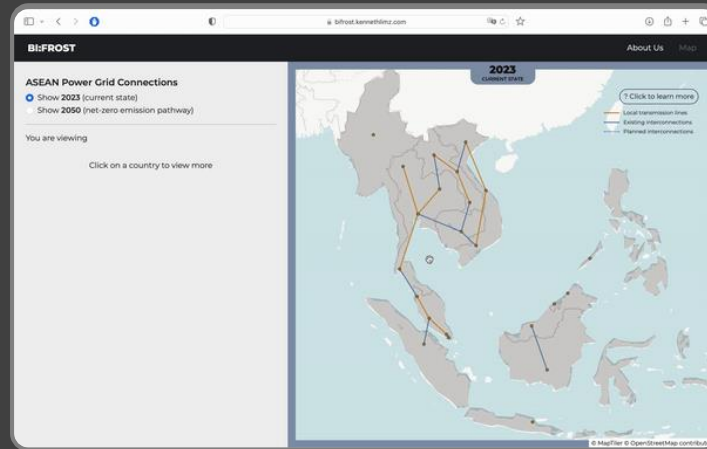 bifrost.kennethlimz.com
BI:FROST
About Us
Map
ASEAN Power Grid Connections
Show 2023 (current state)
Show 2050 (net-zero emission pathway)
You are viewing
Click on a country to view more
2023
CURRENT STATE
? Click to learn more
Local transmission lines
Existing interconnections
Planned interconnections
© MapTiler © OpenStreetMap contribut